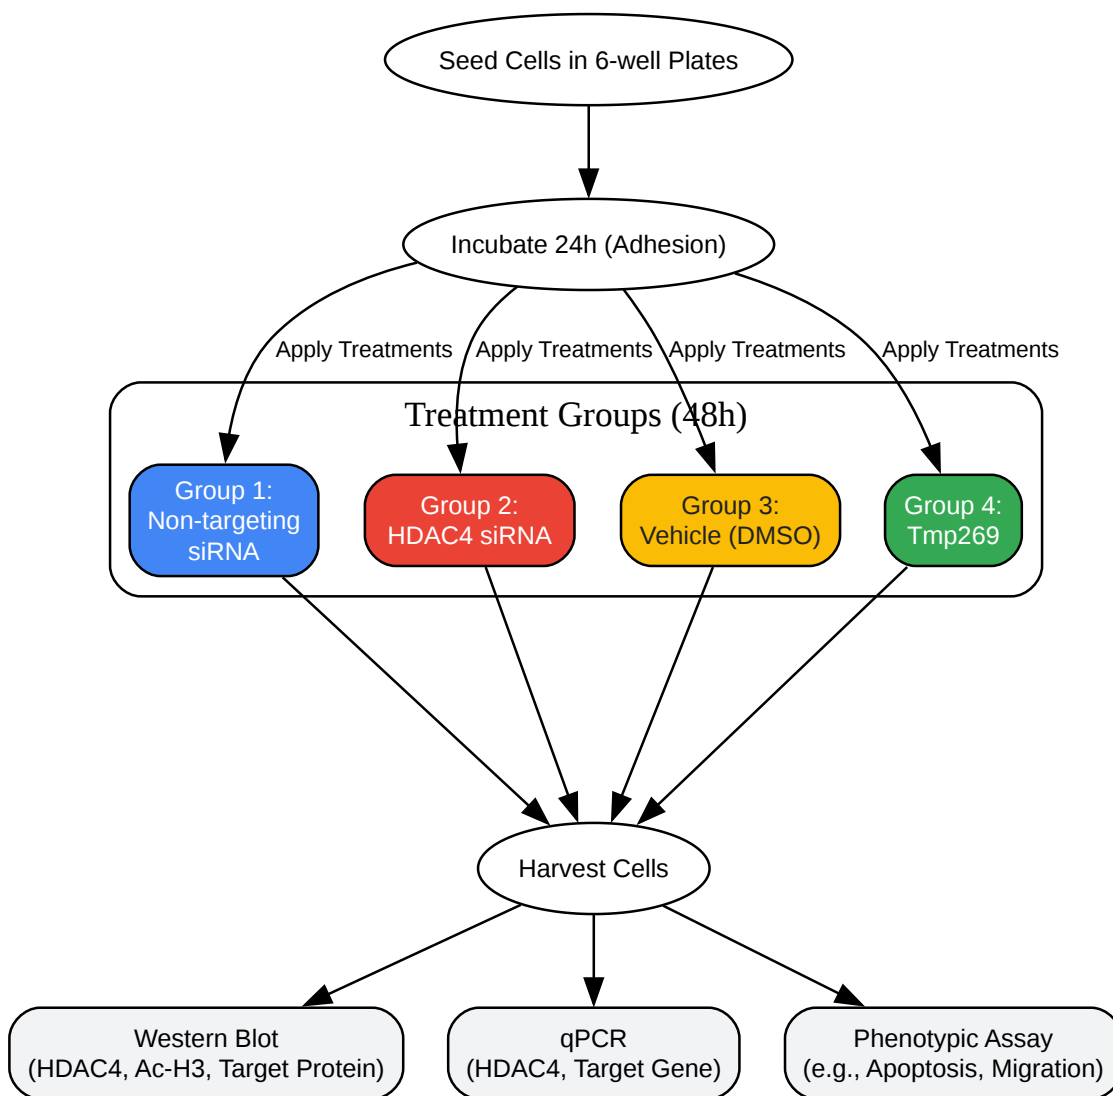 Seed Cells in 6-well Plates
Incubate 24h (Adhesion)
Apply Treatments
Apply Treatments
Apply Treatments
Apply Treatments
Treatment Groups (48h)
Group 1:
Non-targeting
siRNA
Group 2:
HDAC4 siRNA
Group 3:
Vehicle (DMSO)
Group 4:
Tmp269
Harvest Cells
Western Blot
(HDAC4, Ac-H3, Target Protein)
qPCR
(HDAC4, Target Gene)
Phenotypic Assay
(e.g., Apoptosis, Migration)